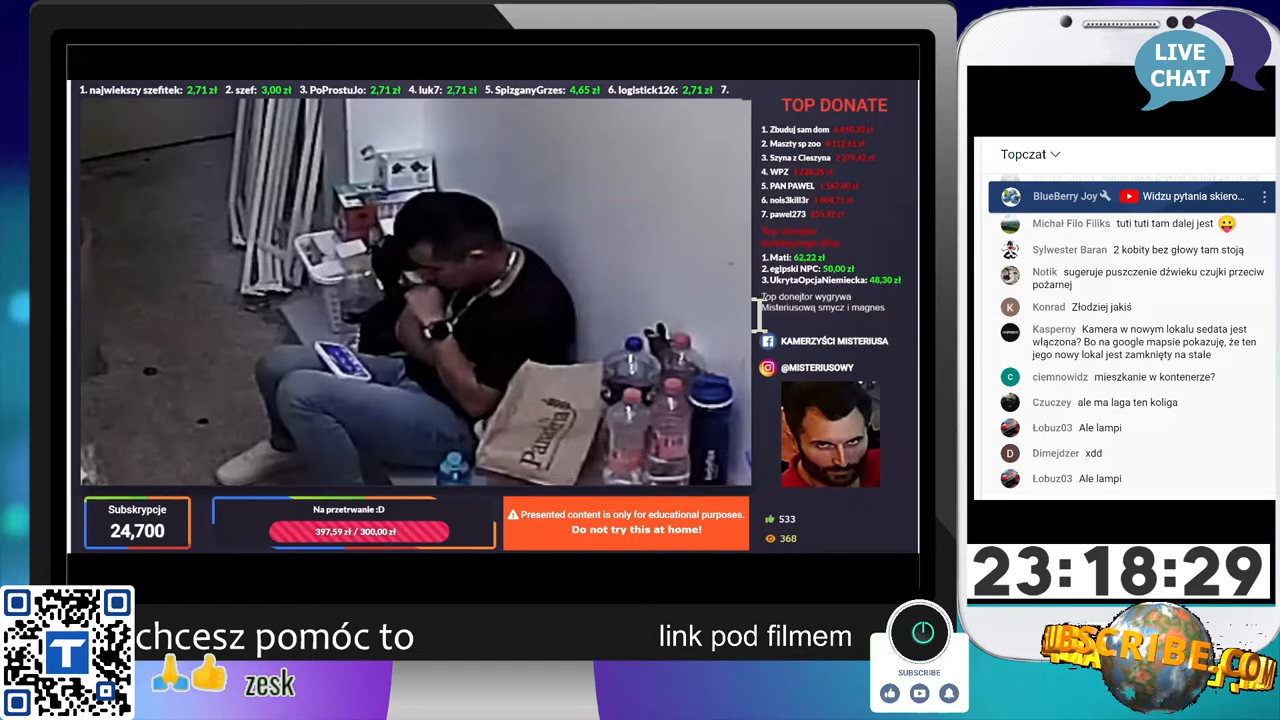 1. najwiekszy szefitek: 2,71 zł 2. szef: 3,00 zł 3. PoProstuJo: 2,71 zł 4. luk7: 2,71 zł 5. SpizganyGrzes: 4,65 zł 6. logistick126: 2,71 zł 7.
TOP DONATE
1. Zbuduj sam dom
2. Maszty sp zoo
3. Szyna z Cieszyna
4. WPZ
5. PAN PAWEL
6. nois3kill3r
7. pawel273
1. Mati: 62,22 zł
2. egipski NPC: 50,00 zł
3. UkrytaOpcjaNiemiecka: 48,30 zł
Top donejtor wygrywa
Misteriusową smycz i magnes
KAMERZYŚCI MISTERIUSA
@MISTERIUSOWY
533
368
Pandoria
Subskrypcje
24,700
Na przetrwanie :D
397,59 zł / 300,00 zł
Presented content is only for educational purposes.
Do not try this at home!
chcesz pomóc to
link pod filmem
zesk
SUBSCRIBE
LIVE
CHAT
Topczat
BlueBerry Joy Widzu pytania skiero...
Michał Filo Filiks tuti tuti tam dalej jest
Sylwester Baran 2 kobity bez głowy tam stoją
Notik sugeruje puszczenie dźwieku czujki przeciw
pożarnej
Konrad Złodziej jakiś
Kasperny Kamera w nowym lokalu sedata jest
włączona? Bo na google mapsie pokazuję, że ten
jego nowy lokal jest zamknięty na stałe
ciemnowidz mieszkanie w kontenerze?
Czuczey ale ma laga ten koliga
Łobuz03 Ale lampi
Dimejdzer xdd
Łobuz03 Ale lampi
23:18:29
UBSCRIBE.COM